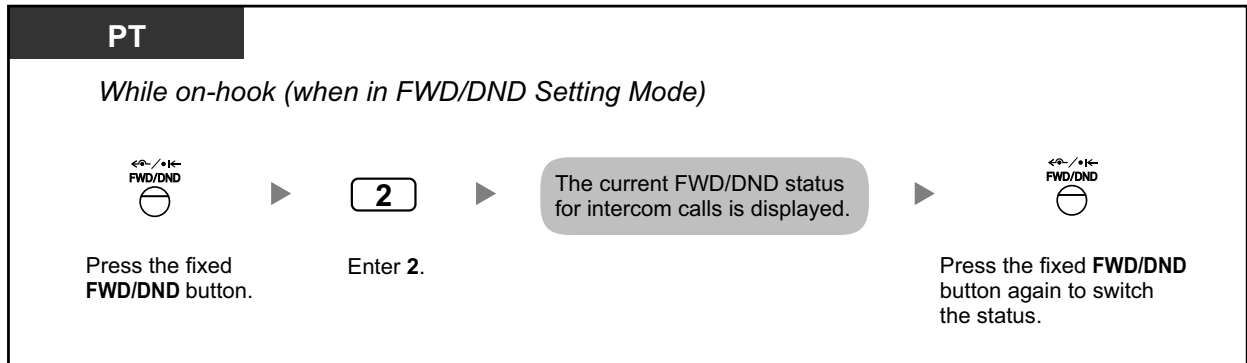 PT
While on-hook (when in FWD/DND Setting Mode)
FWD/DND
2
The current FWD/DND status
for intercom calls is displayed.
FWD/DND
Press the fixed
FWD/DND button.
Enter 2.
Press the fixed FWD/DND
button again to switch
the status.